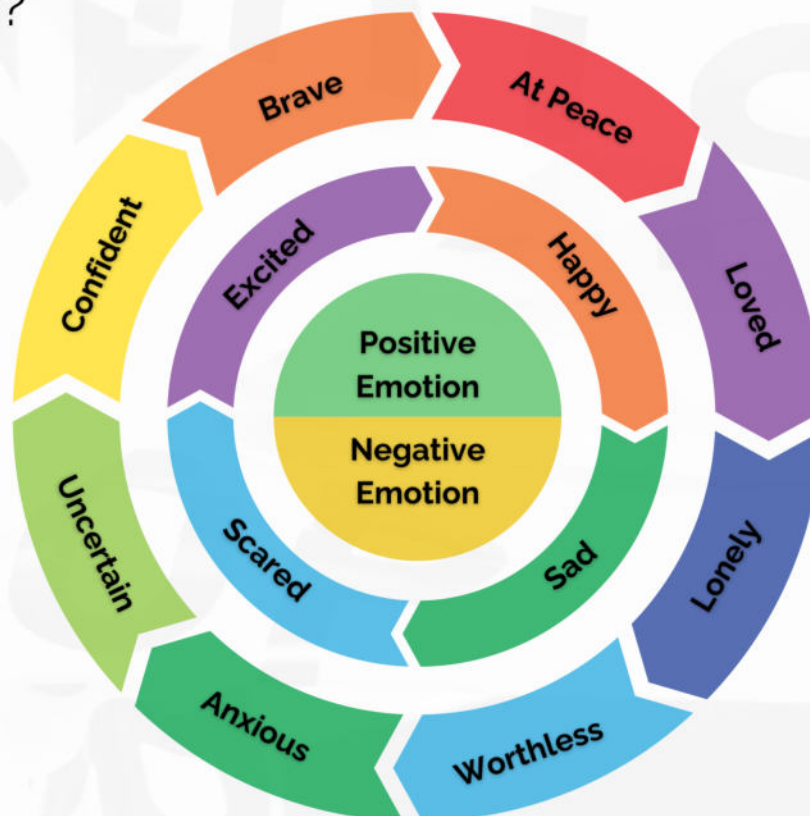 ?
Brave
At Peace
Confident
Excited
Happy
Loved
Positive
Emotion
Negative
Emotion
Uncertain
Scared
Sad
Lonely
Anxious
Worthless